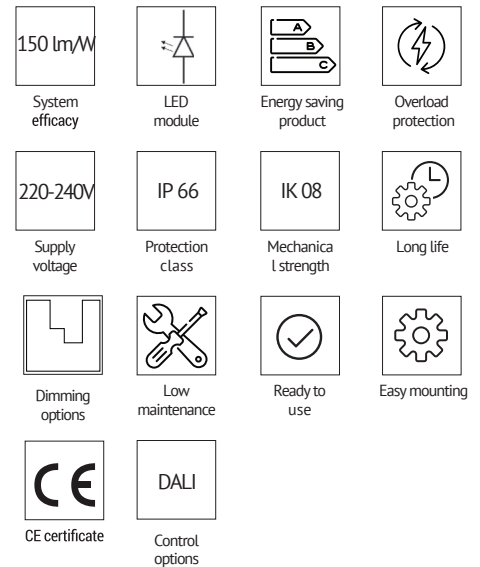 150 lm/W
System
efficacy
LED
module
A
B
C
Energy saving
product
Overload
protection
220-240V
Supply
voltage
IP 66
Protection
class
IK 08
Mechanica
l strength
Long life
Dimming
options
Low
maintenance
Ready to
use
Easy mounting
CE
CE certificate
DALI
Control
options